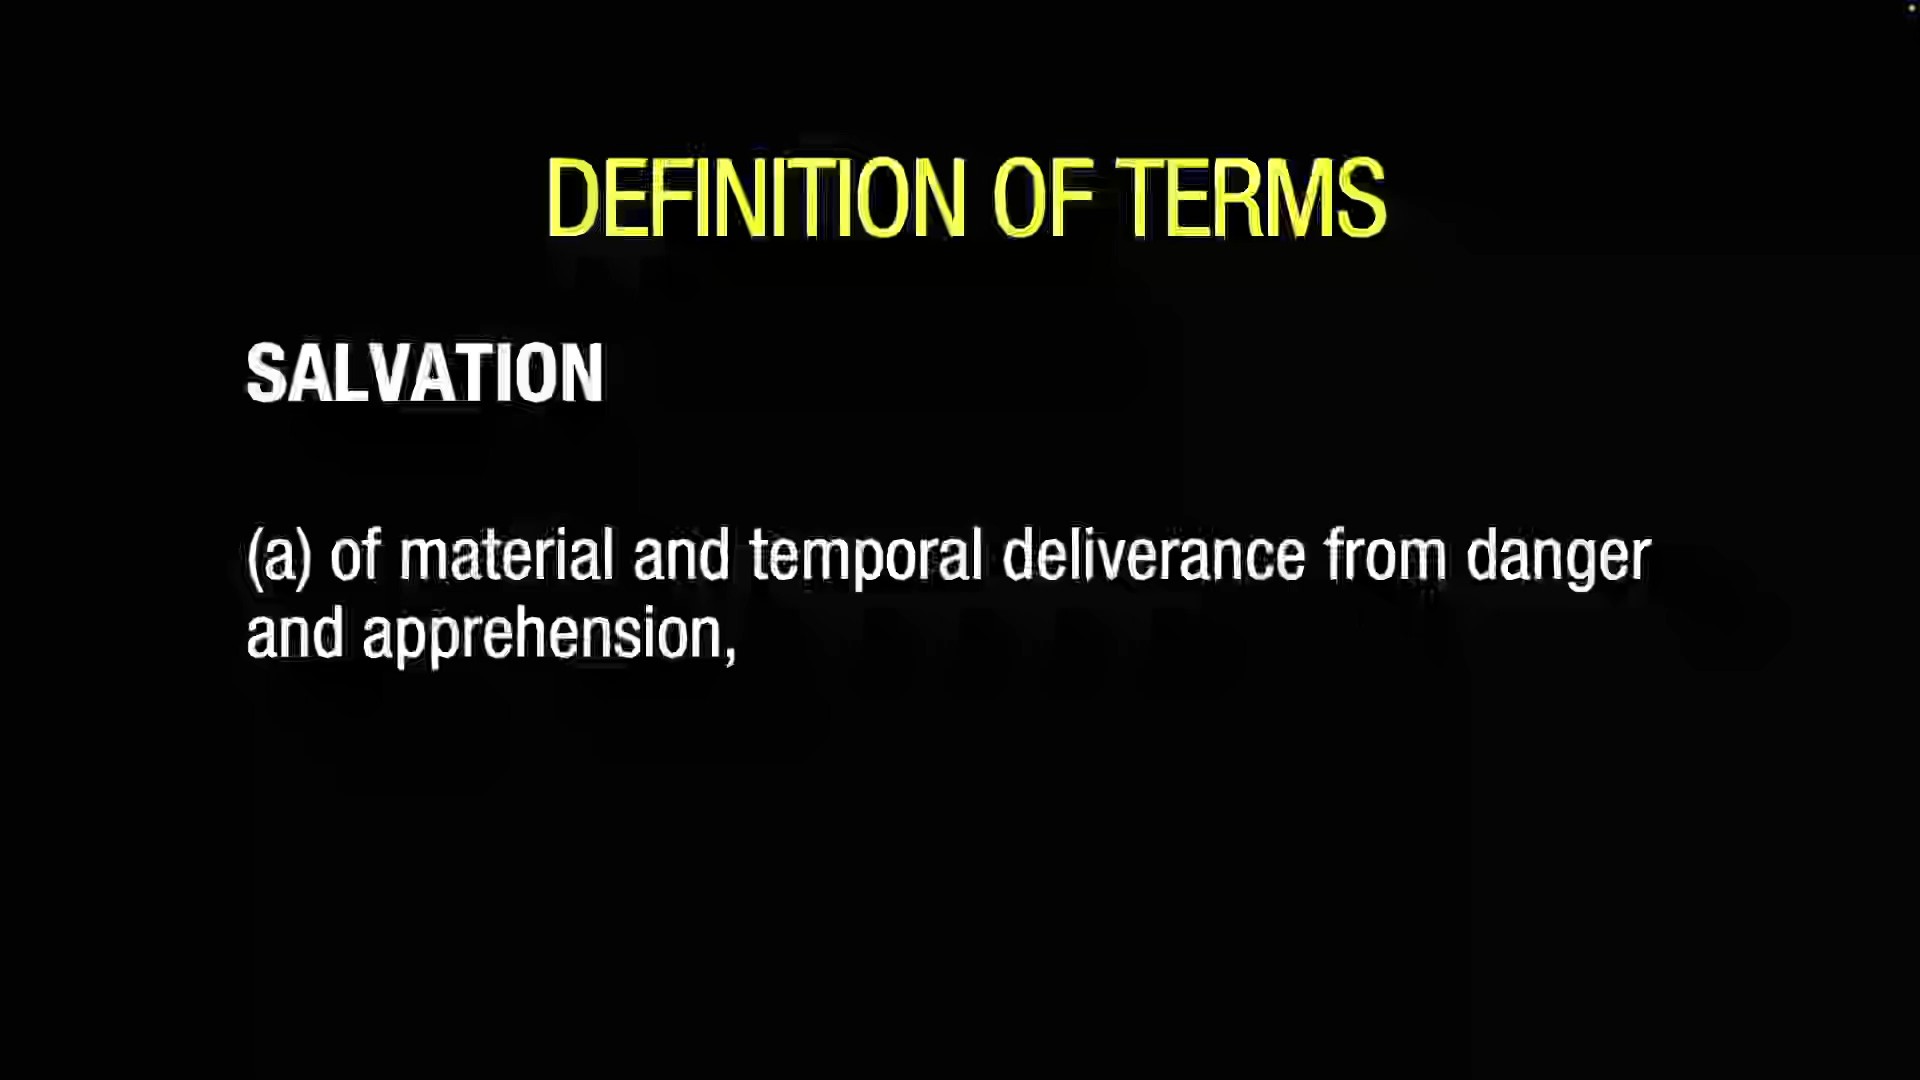 DEFINITION OF TERMS
SALVATION
(a) of material and temporal deliverance from danger
and apprehension,